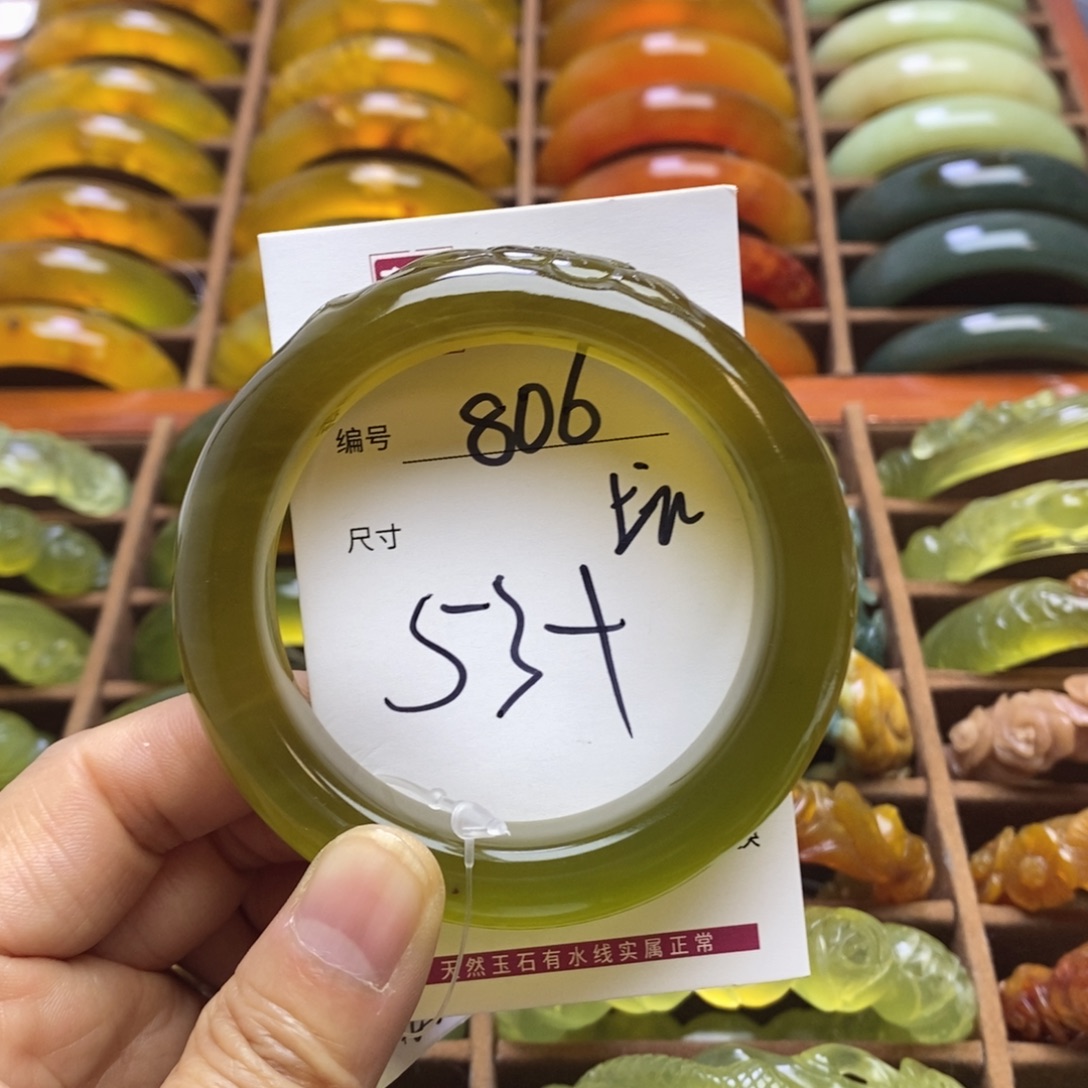 编号 806
尺寸
53+
天然玉石有水线实属正常